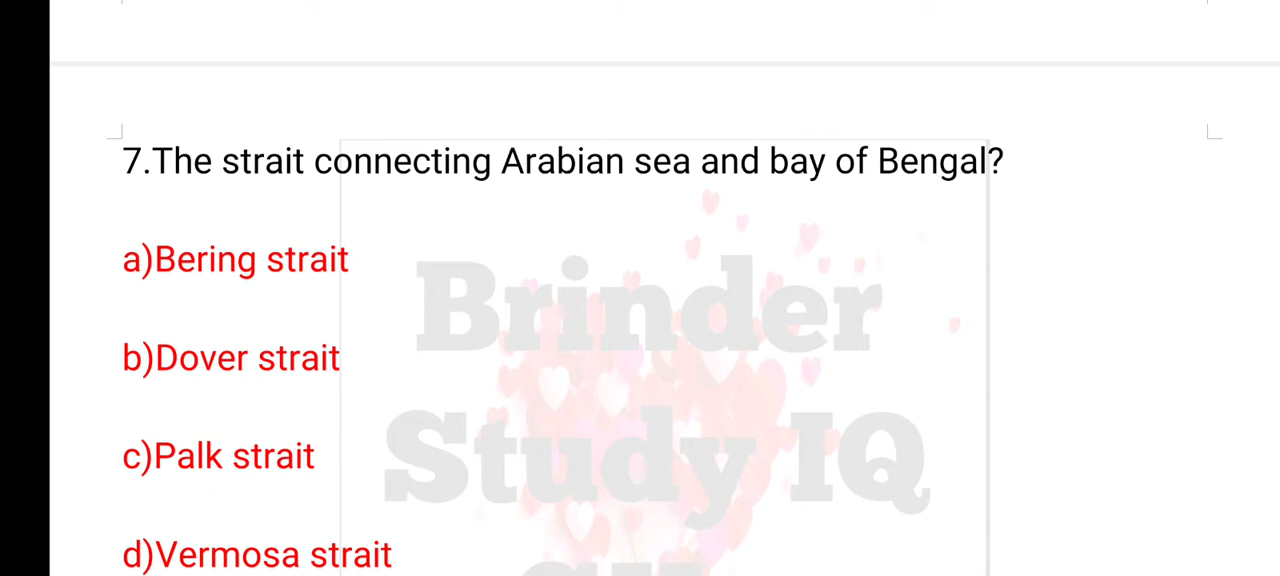 7.The strait connecting Arabian sea and bay of Bengal?
a)Bering strait
Brinder
b)Dover strait
Study IQ
c)Palk strait
d)Vermosa strait